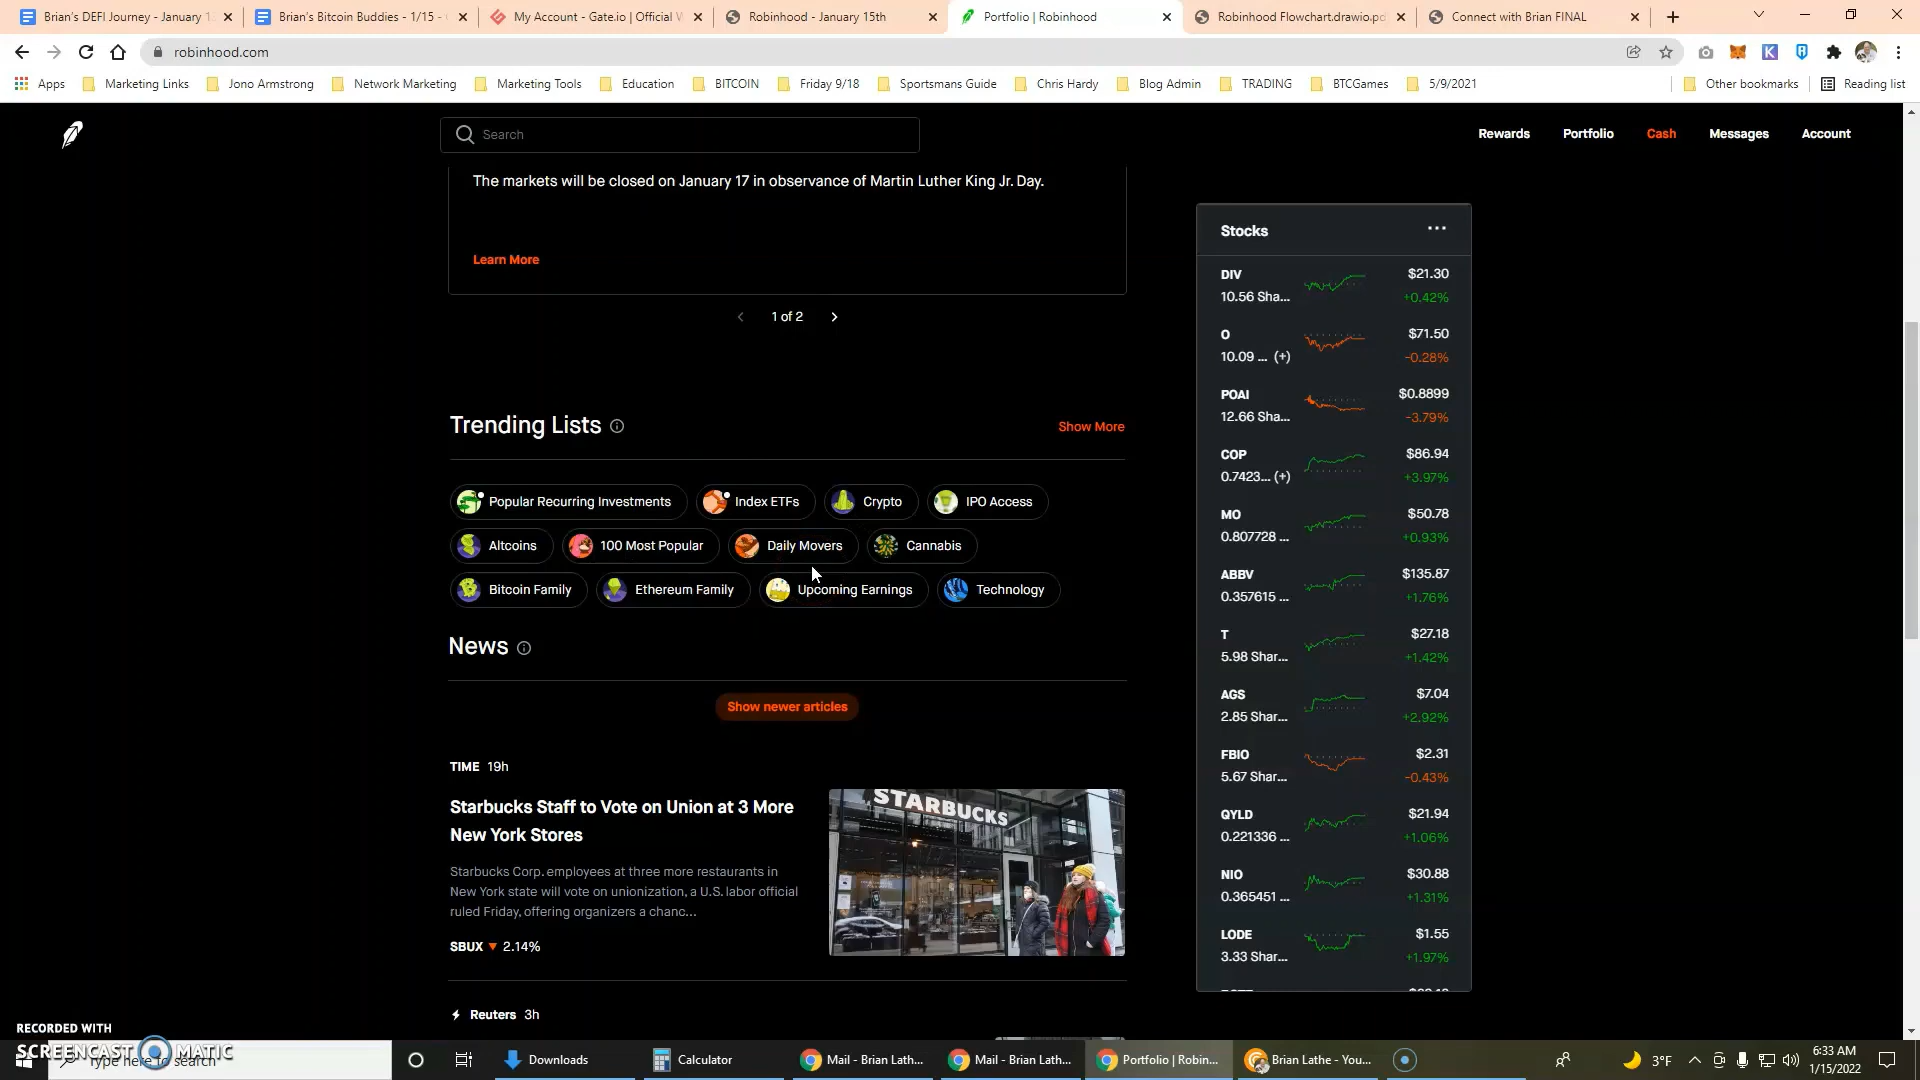 Brian's DEFI Journey - January 1
Brian's Bitcoin Buddies - 1/15 -
My Account - Gate.io | Official
Robinhood - January 15th
Portfolio | Robinhood
Robinhood Flowchart.drawio.pd
Connect with Brian FINAL
robinhood.com
Apps
Marketing Links
Jono Armstrong
Network Marketing
Marketing Tools
Education
BITCOIN
Friday 9/18
Sportsmans Guide
Chris Hardy
Blog Admin
TRADING
BTCGames
5/9/2021
Other bookmarks
Reading list
Search
Rewards
Portfolio
Cash
Messages
Account
The markets will be closed on January 17 in observance of Martin Luther King Jr. Day.
Learn More
1 of 2
Trending Lists
Show More
Popular Recurring Investments
Index ETFs
Crypto
IPO Access
Altcoins
100 Most Popular
Daily Movers
Cannabis
Bitcoin Family
Ethereum Family
Upcoming Earnings
Technology
News
Show newer articles
TIME 19h
Starbucks Staff to Vote on Union at 3 More
New York Stores
Starbucks Corp. employees at three more restaurants in
New York state will vote on unionization, a U.S. labor official
ruled Friday, offering organizers a chanc...
SBUX 2.14%
STARBUCKS
Reuters 3h
Stocks
DIV $21.30
10.56 Sha... +0.42%
O $71.50
10.09 ... (+) -0.28%
POAI $0.8899
12.66 Sha... -3.79%
COP $86.94
0.7423... (+) +3.97%
MO $50.78
0.807728 ... +0.93%
ABBV $135.87
0.357615 ... +1.76%
T $27.18
5.98 Shar... +1.42%
AGS $7.04
2.85 Shar... +2.92%
FBIO $2.31
5.67 Shar... -0.43%
QYLD $21.94
0.221336 ... +1.06%
NIO $30.88
0.365451 ... +1.31%
LODE $1.55
3.33 Shar... +1.97%
RECORDED WITH
SCREENCAST MATIC
Type here to search
Downloads
Calculator
Mail - Brian Lath...
Mail - Brian Lath...
Portfolio | Robin...
Brian Lathe - You...
3°F
6:33 AM
1/15/2022